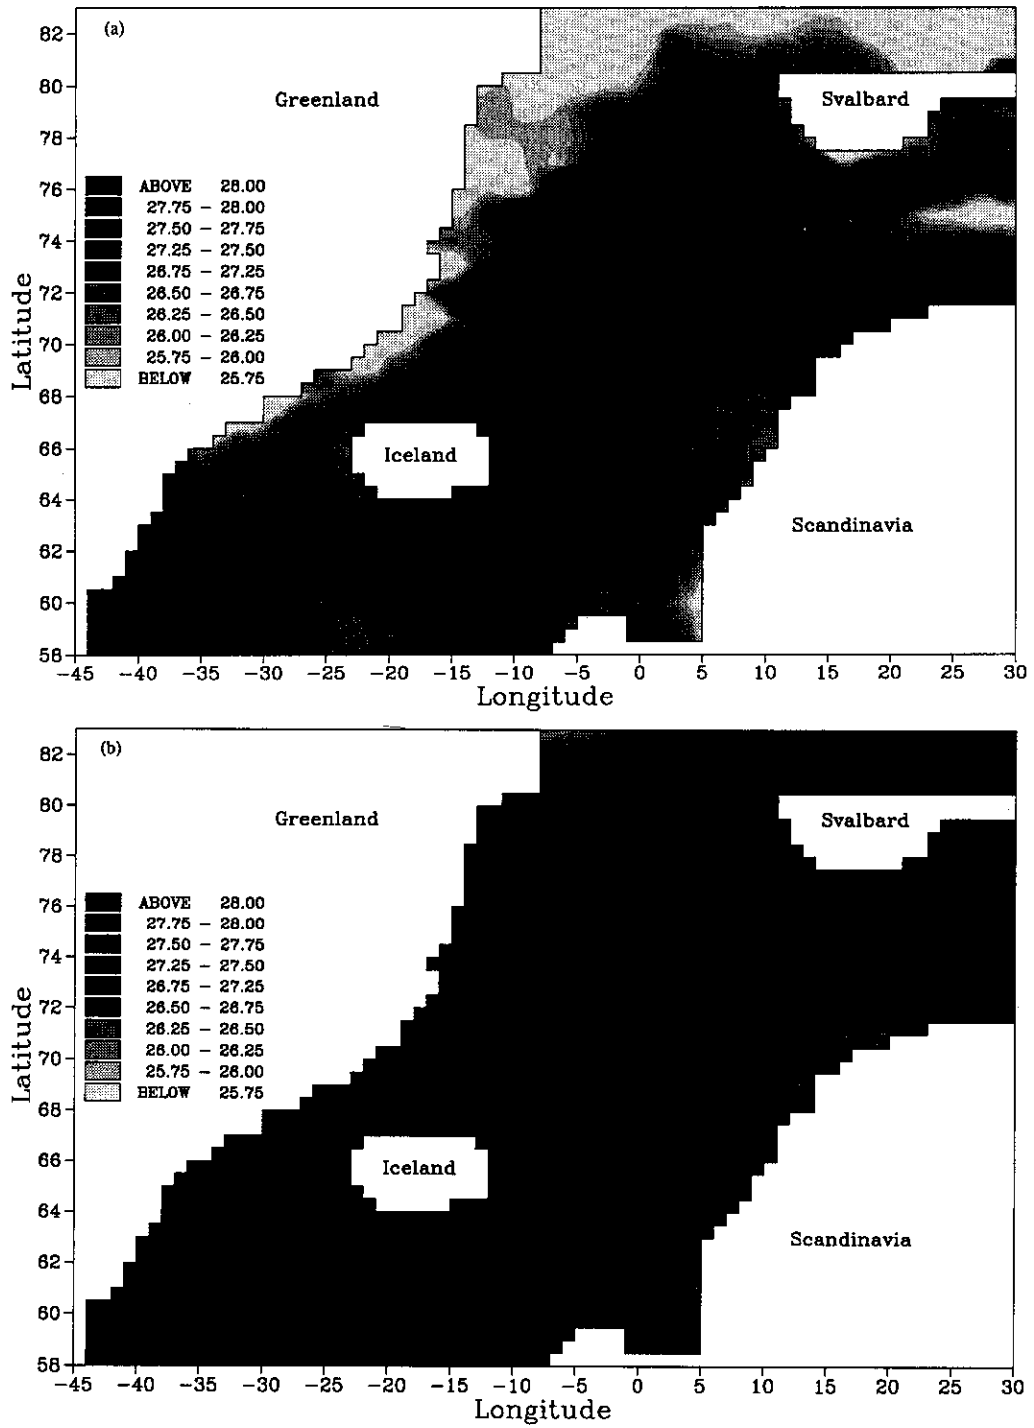 (a)
82
80
78
76
74
72
70
68
66
64
62
60
58
Latitude
Greenland
Svalbard
Iceland
Scandinavia
ABOVE 28.00
27.75 - 28.00
27.50 - 27.75
27.25 - 27.50
26.75 - 27.25
26.50 - 26.75
26.25 - 26.50
26.00 - 26.25
25.75 - 26.00
BELOW 25.75
-45 -40 -35 -30 -25 -20 -15 -10 -5 0 5 10 15 20 25 30
Longitude
(b)
82
80
78
76
74
72
70
68
66
64
62
60
58
Latitude
Greenland
Svalbard
Iceland
Scandinavia
ABOVE 28.00
27.75 - 28.00
27.50 - 27.75
27.25 - 27.50
26.75 - 27.25
26.50 - 26.75
26.25 - 26.50
26.00 - 26.25
25.75 - 26.00
BELOW 25.75
-45 -40 -35 -30 -25 -20 -15 -10 -5 0 5 10 15 20 25 30
Longitude